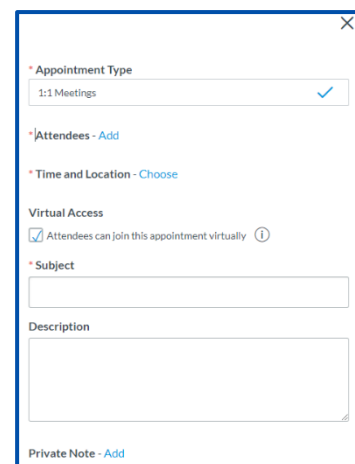 * Appointment Type
1:1 Meetings
* Attendees - Add
* Time and Location - Choose
Virtual Access
Attendees can join this appointment virtually i
* Subject
Description
Private Note - Add